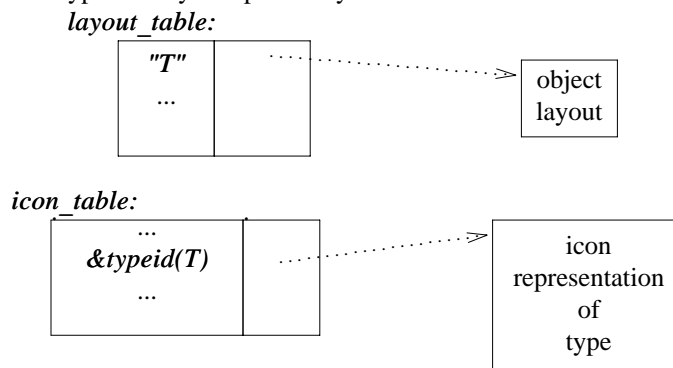 layout_table:
"T"
...
object
layout
icon_table:
...
&typeid(T)
...
icon
representation
of
type